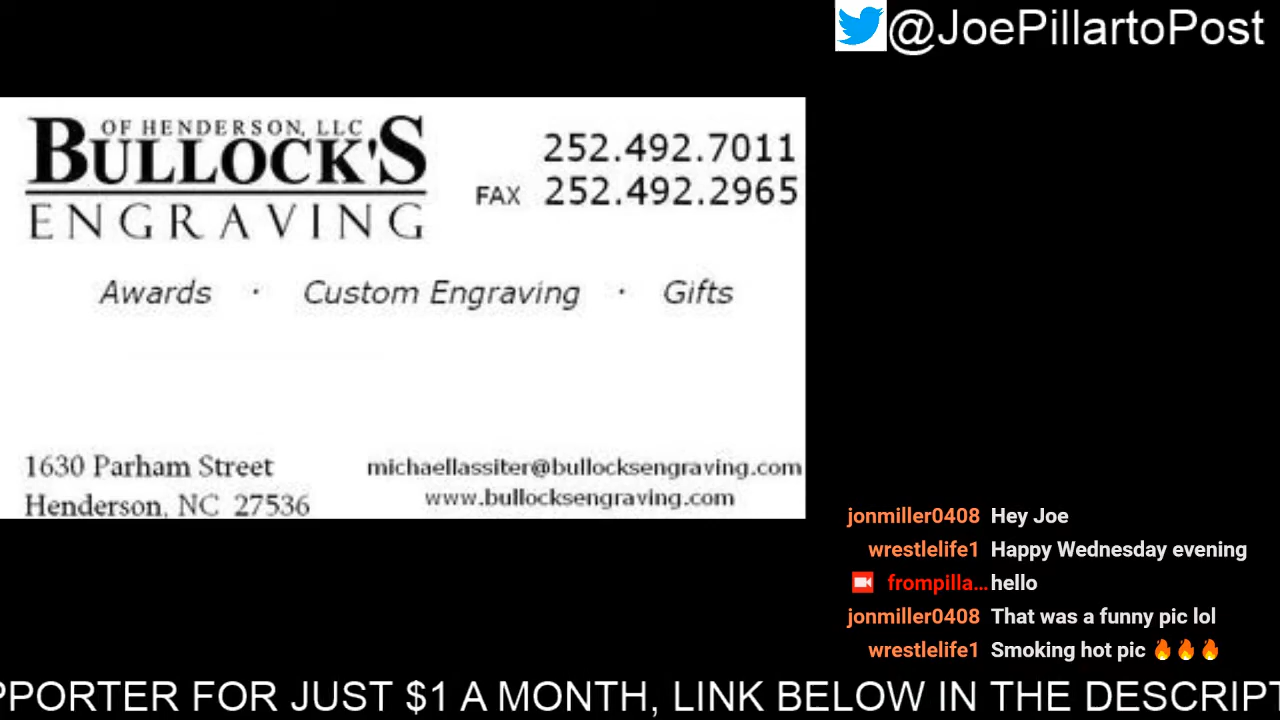 @JoePillartoPost
OF HENDERSON, LLC
BULLOCK'S
ENGRAVING
252.492.7011
FAX 252.492.2965
Awards · Custom Engraving · Gifts
1630 Parham Street
Henderson, NC 27536
michaellassiter@bullocksengraving.com
www.bullocksengraving.com
jonmiller0408 Hey Joe
wrestlelife1 Happy Wednesday evening
frompilla... hello
jonmiller0408 That was a funny pic lol
wrestlelife1 Smoking hot pic 🔥🔥🔥
PPORTER FOR JUST $1 A MONTH, LINK BELOW IN THE DESCRIPT